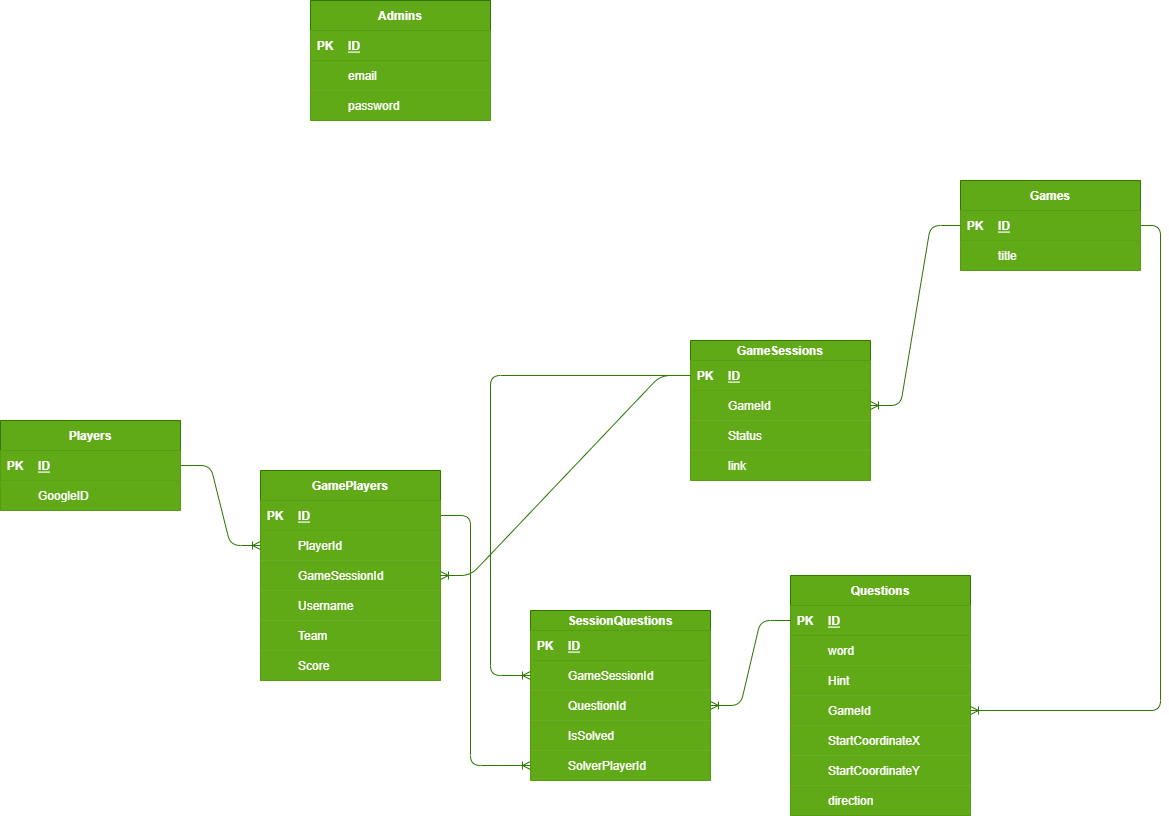 Admins
PK ID
email
password
Games
PK ID
title
GameSessions
PK ID
GameId
Status
link
Players
PK ID
GoogleID
GamePlayers
PK ID
PlayerId
GameSessionId
Username
Team
Score
SessionQuestions
PK ID
GameSessionId
QuestionId
IsSolved
SolverPlayerId
Questions
PK ID
word
Hint
GameId
StartCoordinateX
StartCoordinateY
direction